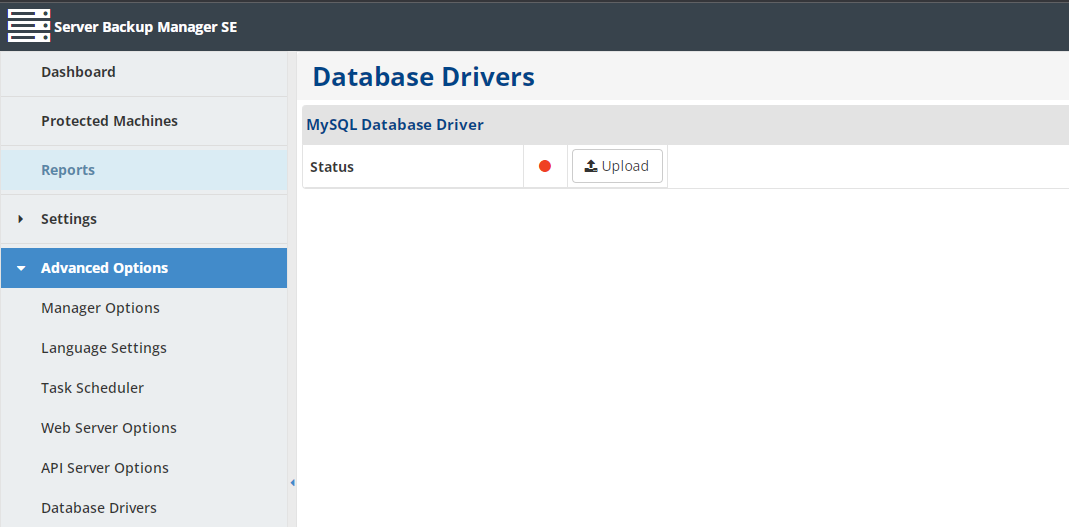 Server Backup Manager SE
Dashboard
Protected Machines
Reports
Settings
Advanced Options
Manager Options
Language Settings
Task Scheduler
Web Server Options
API Server Options
Database Drivers
Database Drivers
MySQL Database Driver
Status
Upload